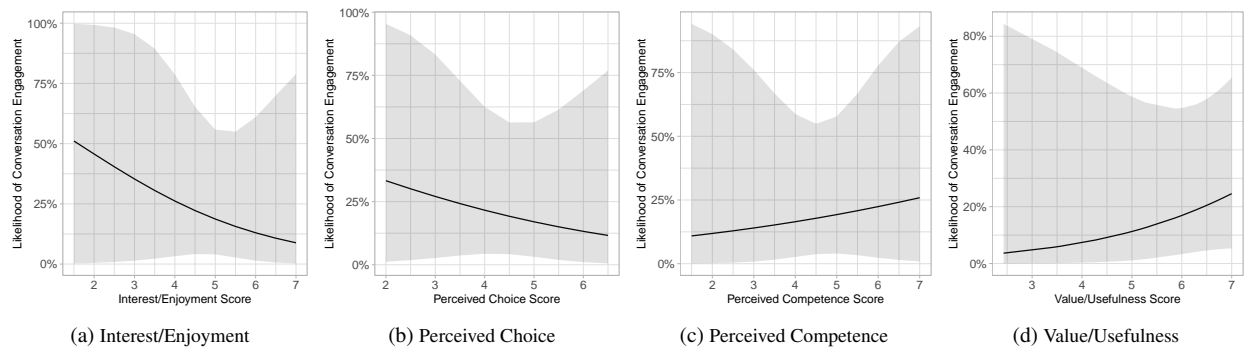 100%
75%
50%
25%
0%
Likelihood of Conversation Engagement
2 3 4 5 6 7
Interest/Enjoyment Score
(a) Interest/Enjoyment
100%
75%
50%
25%
0%
Likelihood of Conversation Engagement
2 3 4 5 6
Perceived Choice Score
(b) Perceived Choice
75%
50%
25%
0%
Likelihood of Conversation Engagement
2 3 4 5 6 7
Perceived Competence Score
(c) Perceived Competence
80%
60%
40%
20%
0%
Likelihood of Conversation Engagement
3 4 5 6 7
Value/Usefulness Score
(d) Value/Usefulness